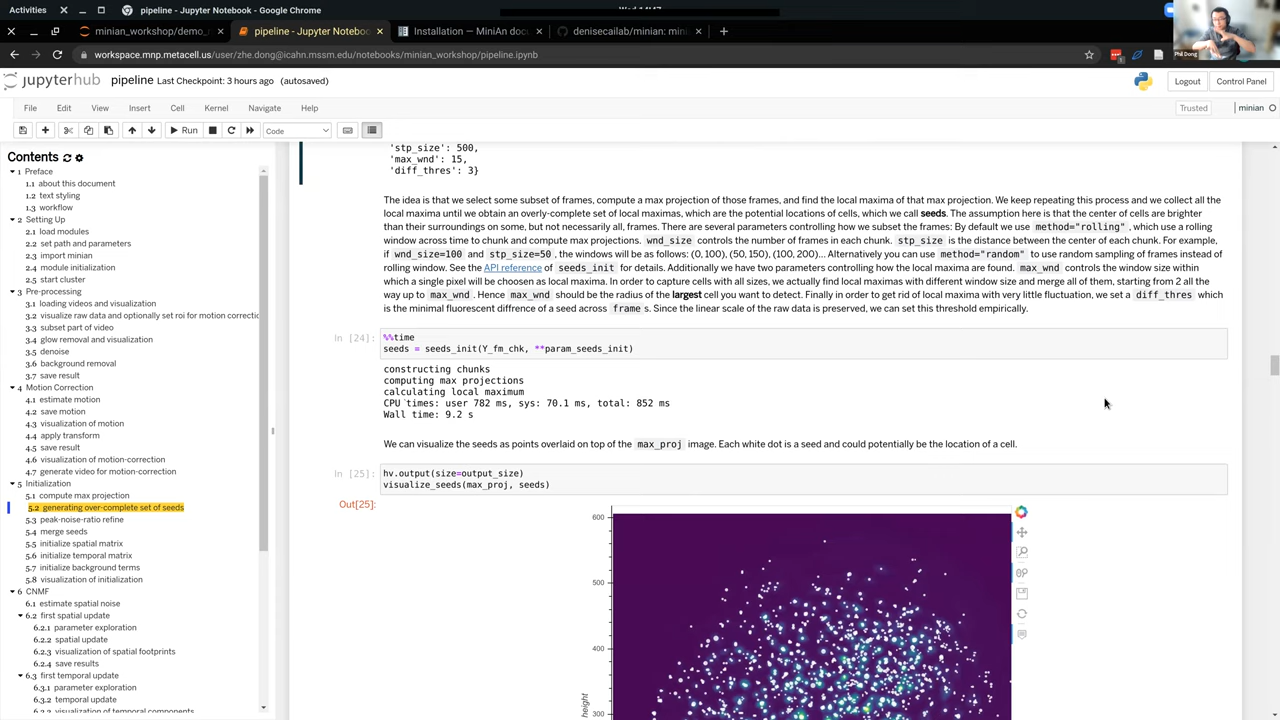 Activities
pipeline - Jupyter Notebook - Google Chrome
minian_workshop/demo_
pipeline - Jupyter Notebo
Installation — MiniAn doc
denisecailab/minian: mini
workspace.mnp.metacell.us/user/zhe.dong@icahn.mssm.edu/notebooks/minian_workshop/pipeline.ipynb
Phil Dong
jupyterhub pipeline Last Checkpoint: 3 hours ago (autosaved)
Logout
Control Panel
File Edit View Insert Cell Kernel Navigate Help
Trusted
minian
Run
Code
Contents
1 Preface
1.1 about this document
1.2 text styling
1.3 workflow
2 Setting Up
2.1 load modules
2.2 set path and parameters
2.3 import minian
2.4 module initialization
2.5 start cluster
3 Pre-processing
3.1 loading videos and visualization
3.2 visualize raw data and optionally set roi for motion correctio
3.3 subset part of video
3.4 glow removal and visualization
3.5 denoise
3.6 background removal
3.7 save result
4 Motion Correction
4.1 estimate motion
4.2 save motion
4.3 visualization of motion
4.4 apply transform
4.5 save result
4.6 visualization of motion-correction
4.7 generate video for motion-correction
5 Initialization
5.1 compute max projection
5.2 generating over-complete set of seeds
5.3 peak-noise-ratio refine
5.4 merge seeds
5.5 initialize spatial matrix
5.6 initialize temporal matrix
5.7 initialize background terms
5.8 visualization of initialization
6 CNMF
6.1 estimate spatial noise
6.2 first spatial update
6.2.1 parameter exploration
6.2.2 spatial update
6.2.3 visualization of spatial footprints
6.2.4 save results
6.3 first temporal update
6.3.1 parameter exploration
6.3.2 temporal update
6.3.3 visualization of temporal components
'stp_size': 500,
'max_wnd': 15,
'diff_thres': 3}
The idea is that we select some subset of frames, compute a max projection of those frames, and find the local maxima of that max projection. We keep repeating this process and we collect all the
local maxima until we obtain an overly-complete set of local maximas, which are the potential locations of cells, which we call seeds. The assumption here is that the center of cells are brighter
than their surroundings on some, but not necessarily all, frames. There are several parameters controlling how we subset the frames: By default we use method="rolling", which use a rolling
window across time to chunk and compute max projections. wnd_size controls the number of frames in each chunk. stp_size is the distance between the center of each chunk. For example,
if wnd_size=100 and stp_size=50, the windows will be as follows: (0, 100), (50, 150), (100, 200)... Alternatively you can use method="random" to use random sampling of frames instead of
rolling window. See the API reference of seeds_init for details. Additionally we have two parameters controlling how the local maxima are found. max_wnd controls the window size within
which a single pixel will be choosen as local maxima. In order to capture cells with all sizes, we actually find local maximas with different window size and merge all of them, starting from 2 all the
way up to max_wnd. Hence max_wnd should be the radius of the largest cell you want to detect. Finally in order to get rid of local maxima with very little fluctuation, we set a diff_thres which
is the minimal fluorescent diffrence of a seed across frame s. Since the linear scale of the raw data is preserved, we can set this threshold empirically.
In [24]:
%%time
seeds = seeds_init(Y_fm_chk, **param_seeds_init)
constructing chunks
computing max projections
calculating local maximum
CPU times: user 782 ms, sys: 70.1 ms, total: 852 ms
Wall time: 9.2 s
We can visualize the seeds as points overlaid on top of the max_proj image. Each white dot is a seed and could potentially be the location of a cell.
In [25]:
hv.output(size=output_size)
visualize_seeds(max_proj, seeds)
Out[25]:
600
500
400
300
height